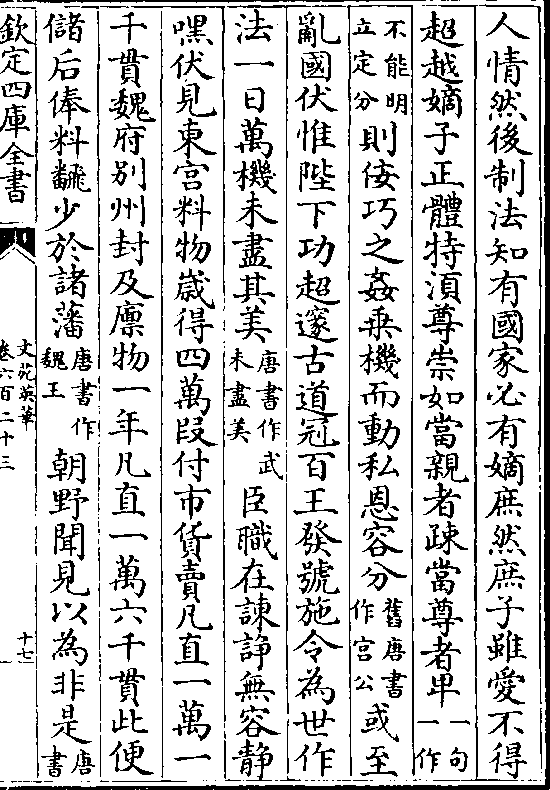 人情然後制法知有國家必有嫡庶然庶子雖愛不得
超越嫡子正體特湏尊崇如當親者踈當尊者卑一句一作
不能明立定分則佞巧之姦乗機而動私恩容分舊唐書作宫公或至
亂國伏惟陛下功超邃古道冠百王發號施令為世作
法一日萬機未盡其美唐書作武未盡美臣職在諫諍無容静
嘿伏見東宫料物嵗得四萬段付市貨賣凡直一萬一
千貫魏府别州封及廩物一年凡直一萬六千貫此便
儲后俸料飜少於諸藩唐書作魏王朝野聞見以為非是唐書
欽定四庫全書
文苑英華
卷六百二十三
十七